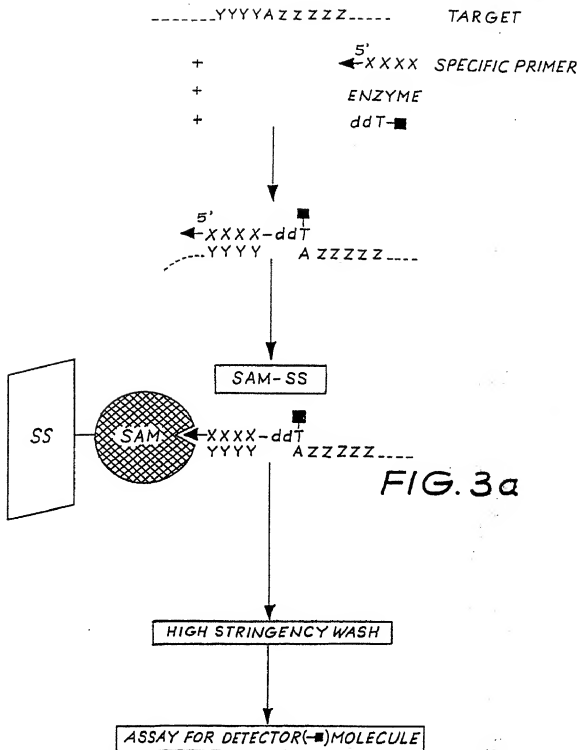 ------YYYYAZZZZZ----- TARGET
5'
+ XXXX SPECIFIC PRIMER
+ ENZYME
+ ddT-■
5'
XXXX-ddT
YYYY AZZZZZ----
SAM-SS
SS SAM XXXX-ddT
YYYY AZZZZZ----
FIG. 3a
HIGH STRINGENCY WASH
ASSAY FOR DETECTOR(-■)MOLECULE